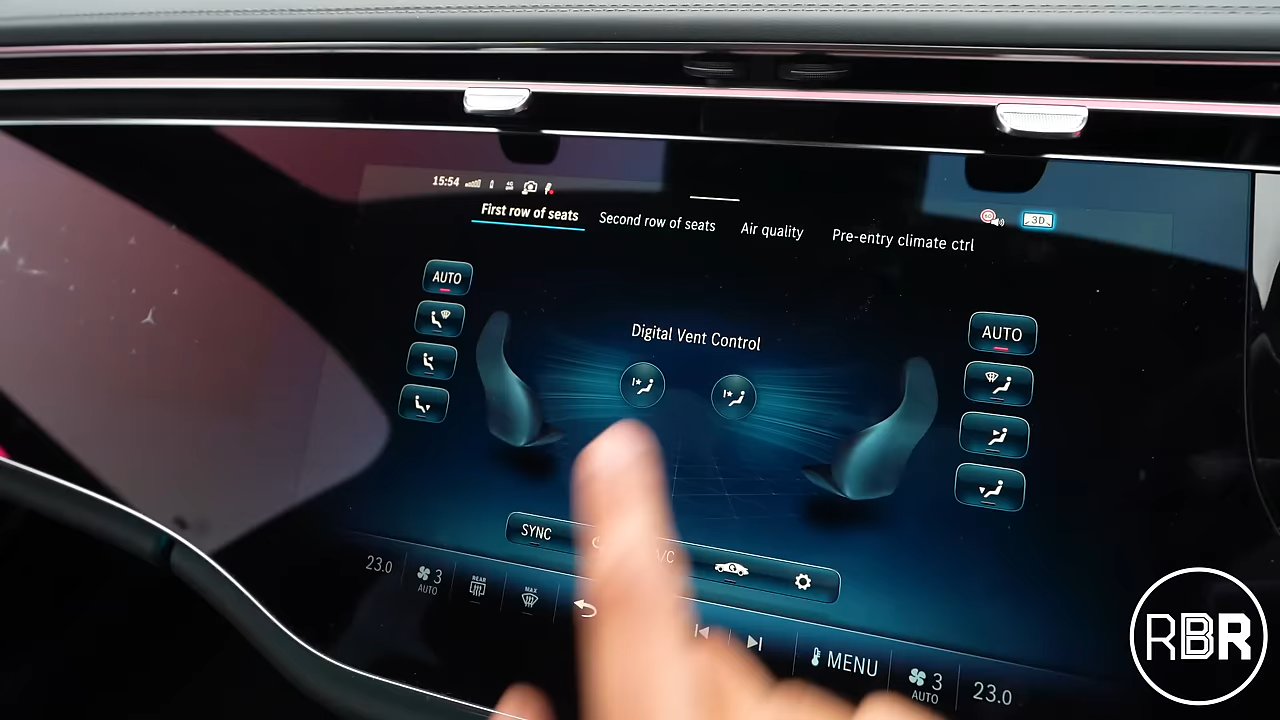 15:54
3D
First row of seats
Second row of seats
Air quality
Pre-entry climate ctrl
AUTO
AUTO
Digital Vent Control
SYNC
A/C
23.0
3
AUTO
REAR
MAX
MENU
3
AUTO
23.0
RBR